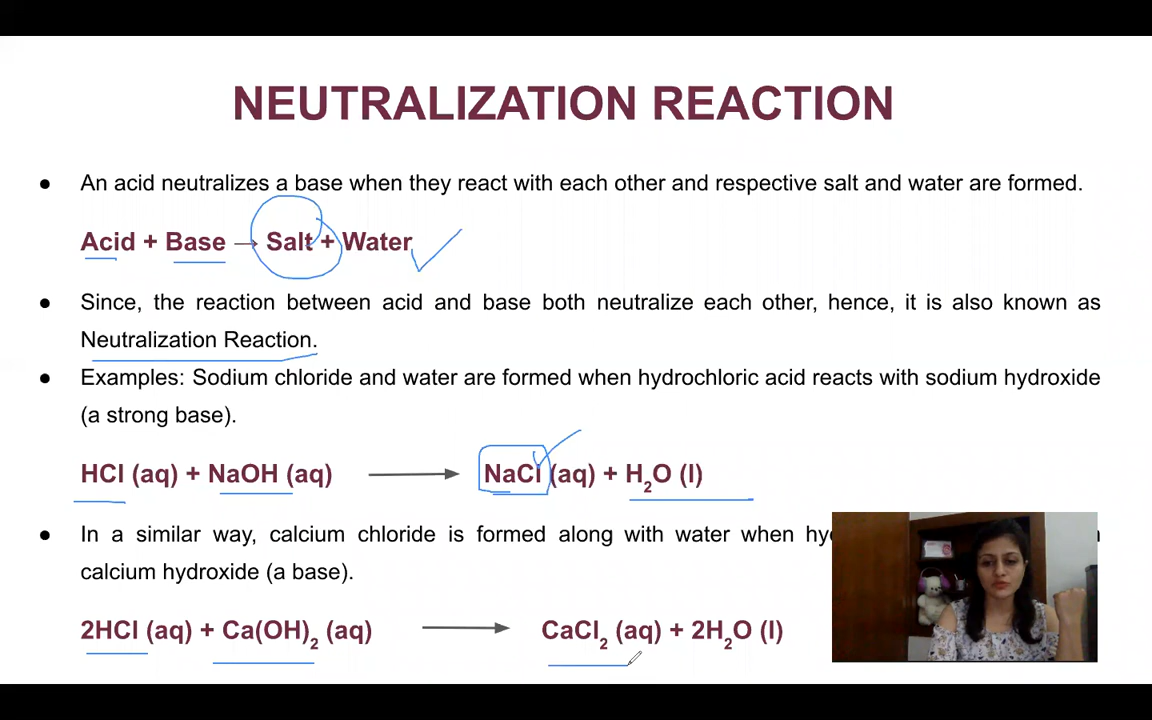 NEUTRALIZATION REACTION
● An acid neutralizes a base when they react with each other and respective salt and water are formed.
Acid + Base → Salt + Water
● Since, the reaction between acid and base both neutralize each other, hence, it is also known as
Neutralization Reaction.
● Examples: Sodium chloride and water are formed when hydrochloric acid reacts with sodium hydroxide
(a strong base).
HCl (aq) + NaOH (aq) ⟶ NaCl (aq) + H₂O (l)
● In a similar way, calcium chloride is formed along with water when
calcium hydroxide (a base).
2HCl (aq) + Ca(OH)₂ (aq) ⟶ CaCl₂ (aq) + 2H₂O (l)